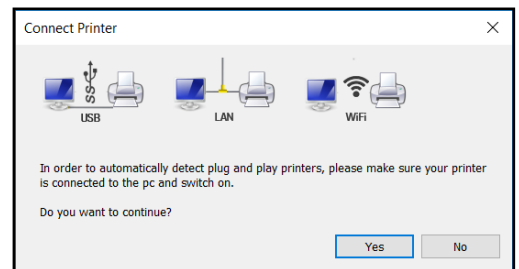 Connect Printer
USB LAN WiFi
In order to automatically detect plug and play printers, please make sure your printer
is connected to the pc and switch on.
Do you want to continue?
Yes No